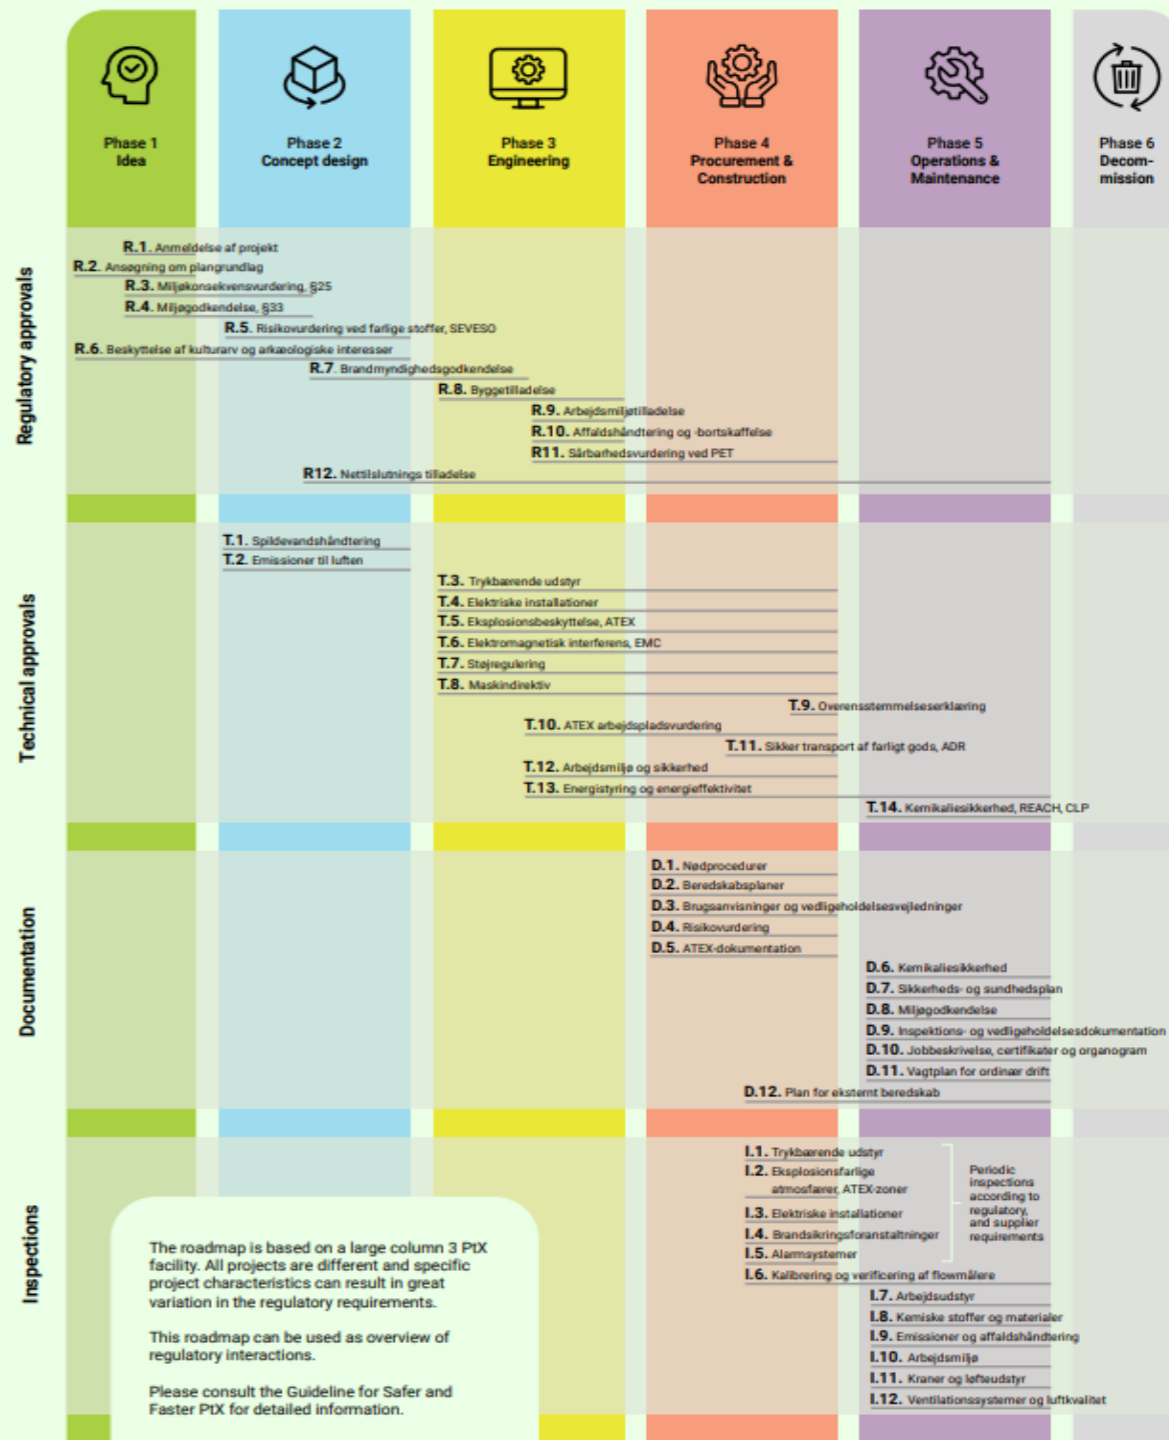 Phase 1
Idea
Phase 2
Concept design
Phase 3
Engineering
Phase 4
Procurement &
Construction
Phase 5
Operations &
Maintenance
Phase 6
Decom-
mission
Regulatory approvals
R.1. Anmeldelse af projekt
R.2. Ansøgning om plangrundlag
R.3. Miljøkonsekvensvurdering, §25
R.4. Miljøgodkendelse, §33
R.5. Risikovurdering ved farlige stoffer, SEVESO
R.6. Beskyttelse af kulturarv og arkæologiske interesser
R.7. Brandmyndighedsgodkendelse
R.8. Byggetilladelse
R.9. Arbejdsmiljøtilladelse
R.10. Affaldshåndtering og -bortskaffelse
R11. Sårbarhedsvurdering ved PET
R12. Nettilslutnings tilladelse
Technical approvals
T.1. Spildevandshåndtering
T.2. Emissioner til luften
T.3. Trykbærende udstyr
T.4. Elektriske installationer
T.5. Eksplosionsbeskyttelse, ATEX
T.6. Elektromagnetisk interferens, EMC
T.7. Støjregulering
T.8. Maskindirektiv
T.9. Overensstemmelseserklæring
T.10. ATEX arbejdspladsvurdering
T.11. Sikker transport af farligt gods, ADR
T.12. Arbejdsmiljø og sikkerhed
T.13. Energistyring og energieffektivitet
T.14. Kemikaliesikkerhed, REACH, CLP
Documentation
D.1. Nødprocedurer
D.2. Beredskabsplaner
D.3. Brugsanvisninger og vedligeholdelsesvejledninger
D.4. Risikovurdering
D.5. ATEX-dokumentation
D.6. Kemikaliesikkerhed
D.7. Sikkerheds- og sundhedsplan
D.8. Miljøgodkendelse
D.9. Inspektions- og vedligeholdelsesdokumentation
D.10. Jobbeskrivelse, certifikater og organogram
D.11. Vagtplan for ordinær drift
D.12. Plan for eksternt beredskab
Inspections
I.1. Trykbærende udstyr
I.2. Eksplosionsfarlige
atmosfærer, ATEX-zoner
I.3. Elektriske installationer
I.4. Brandsikringsforanstaltninger
I.5. Alarmsystemer
Periodic
inspections
according to
regulatory,
and supplier
requirements
I.6. Kalibrering og verificering af flowmålere
I.7. Arbejdsudstyr
I.8. Kemiske stoffer og materialer
I.9. Emissioner og affaldshåndtering
I.10. Arbejdsmiljø
I.11. Kraner og løfteudstyr
I.12. Ventilationssystemer og luftkvalitet
The roadmap is based on a large column 3 PtX
facility. All projects are different and specific
project characteristics can result in great
variation in the regulatory requirements.
This roadmap can be used as overview of
regulatory interactions.
Please consult the Guideline for Safer and
Faster PtX for detailed information.